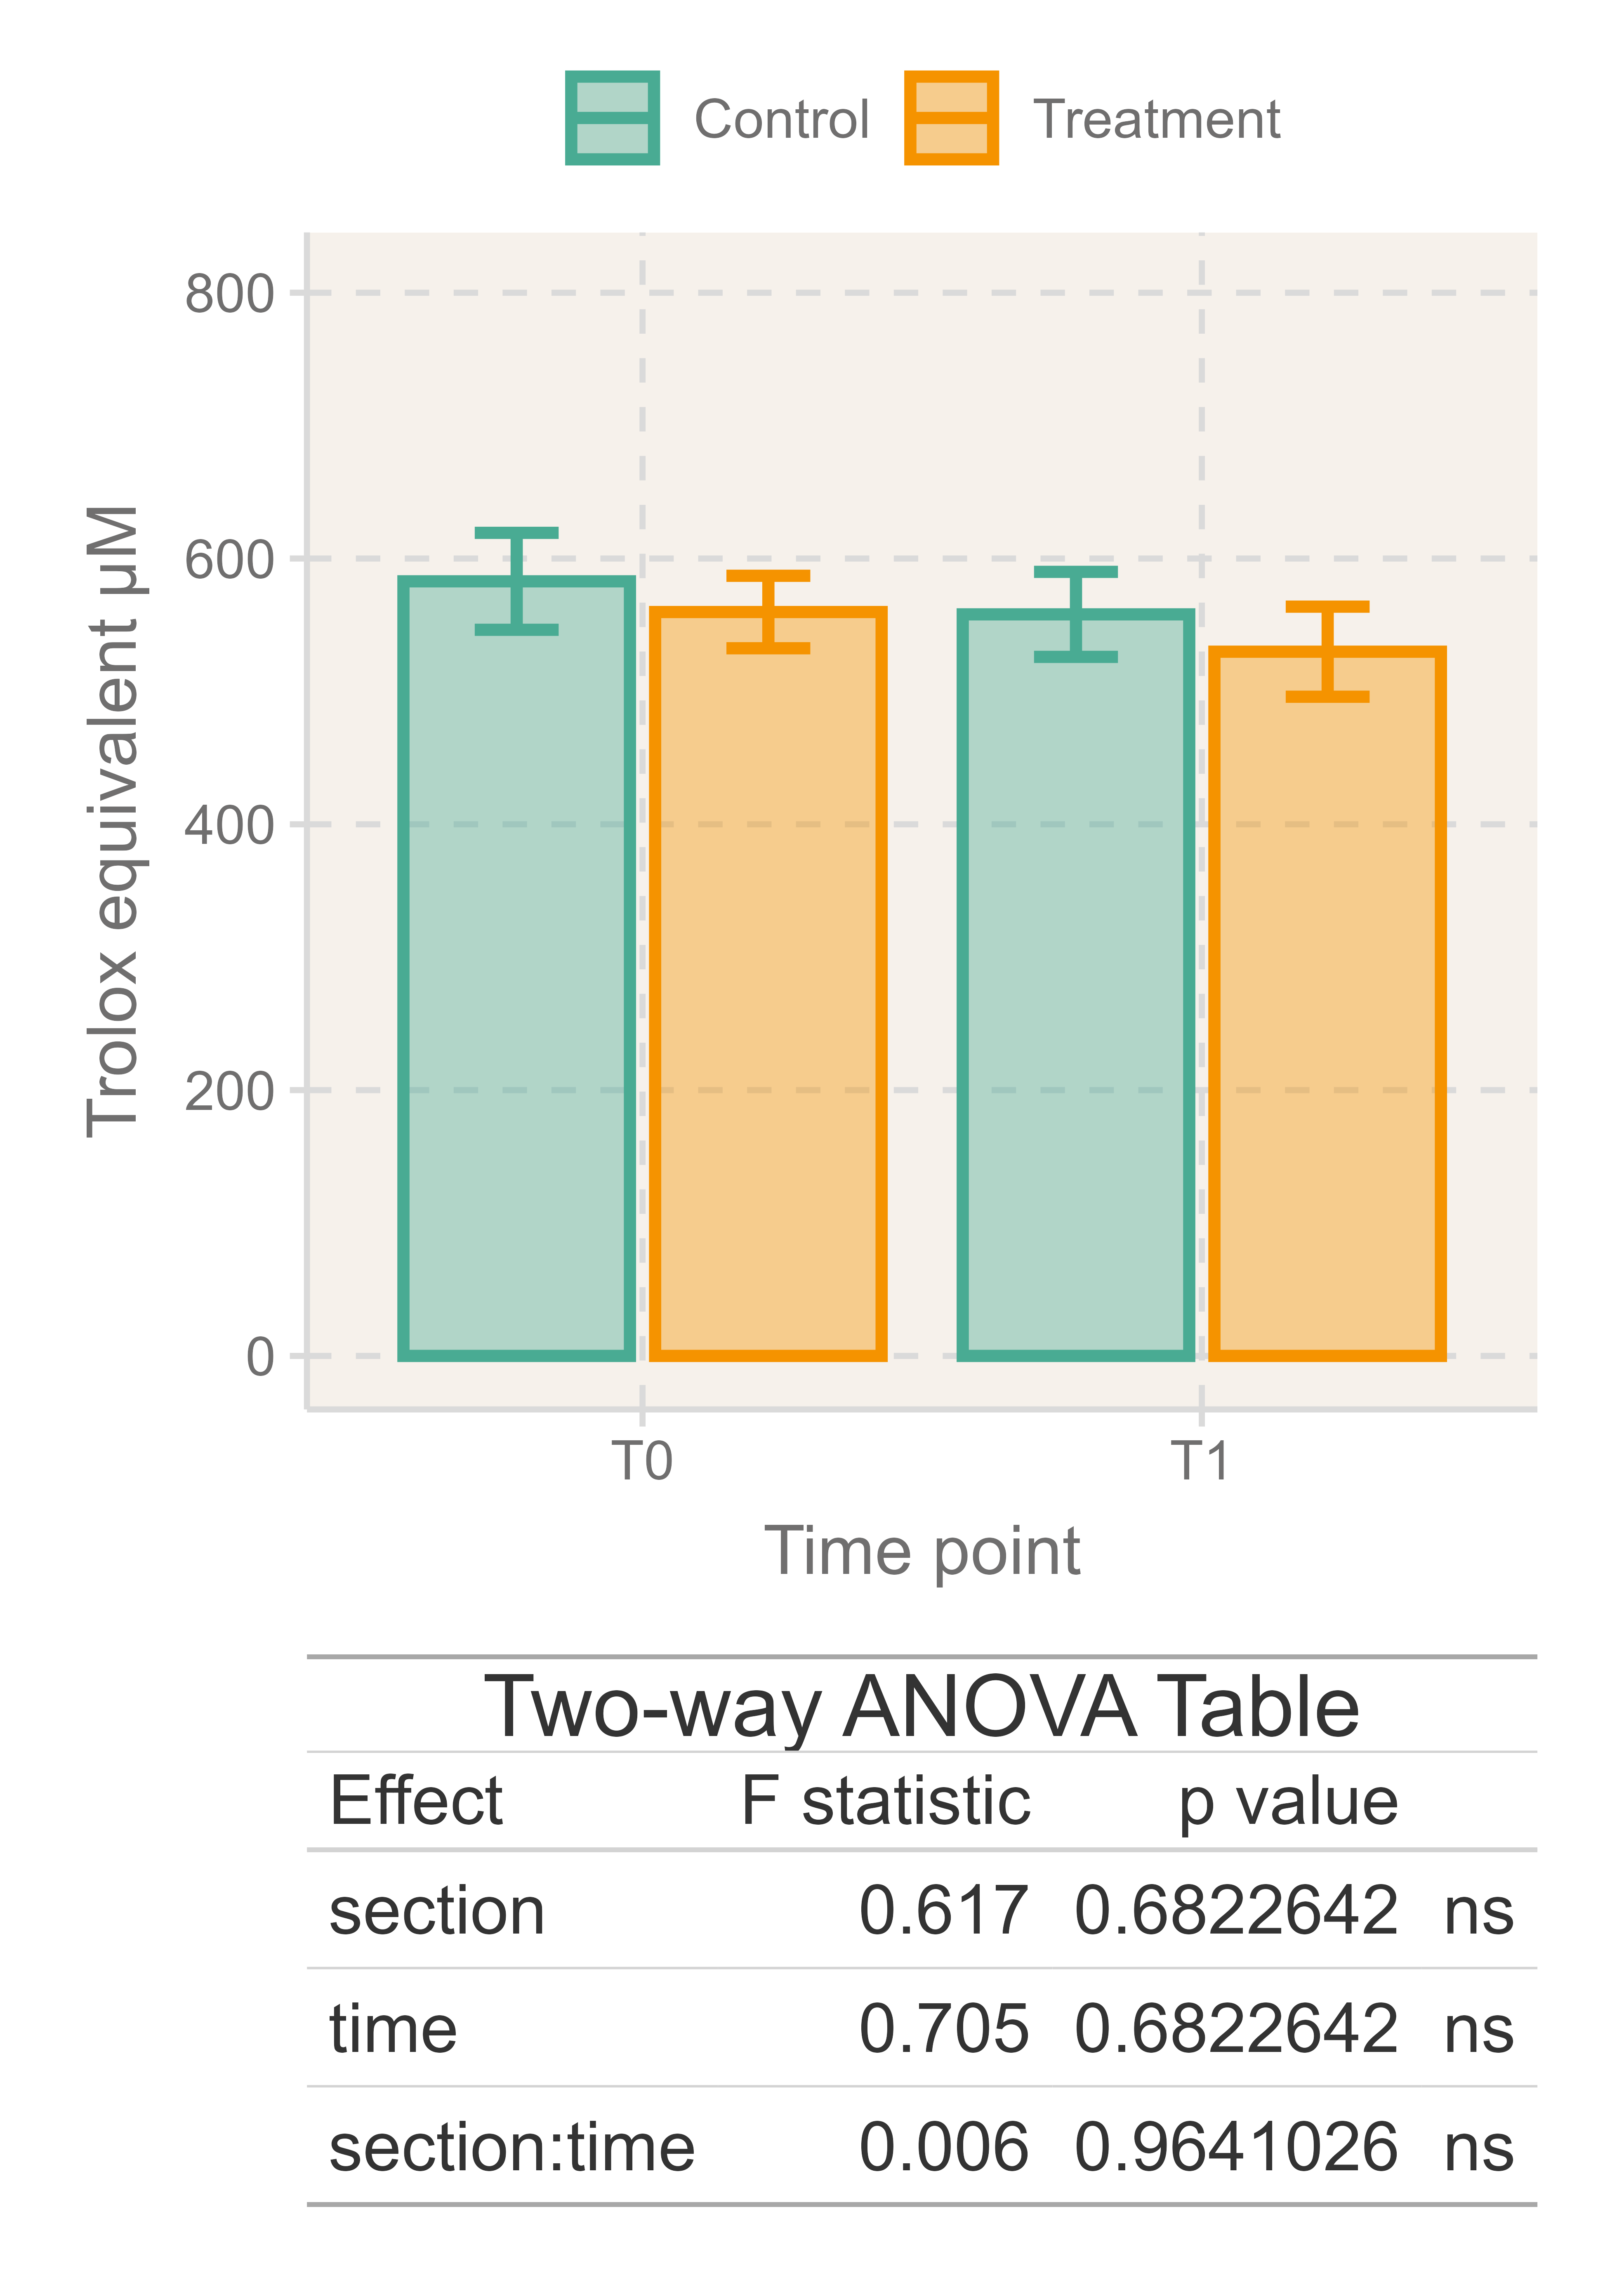 Control Treatment
800
600
400
200
0
Trolox equivalent µM
T0 T1
Time point
Two-way ANOVA Table
Effect F statistic p value
section 0.617 0.6822642 ns
time 0.705 0.6822642 ns
section:time 0.006 0.9641026 ns